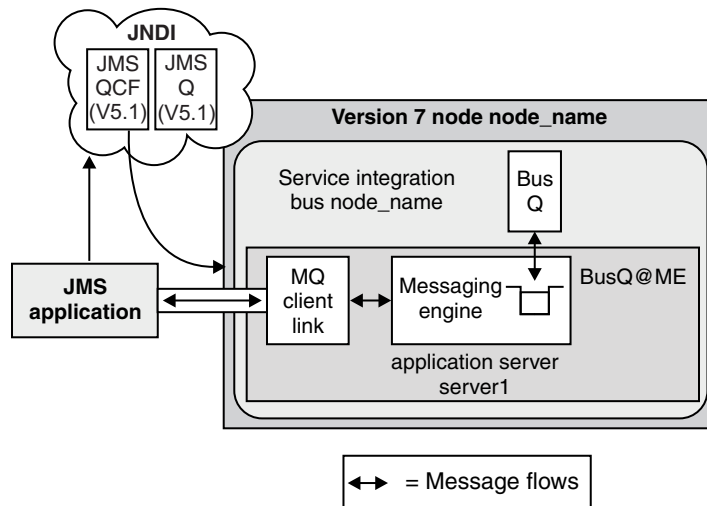 JNDI
JMS
QCF
(V5.1)
JMS
Q
(V5.1)
Version 7 node node_name
Service integration
bus node_name
Bus
Q
JMS
application
MQ
client
link
Messaging
engine
BusQ@ME
application server
server1
= Message flows